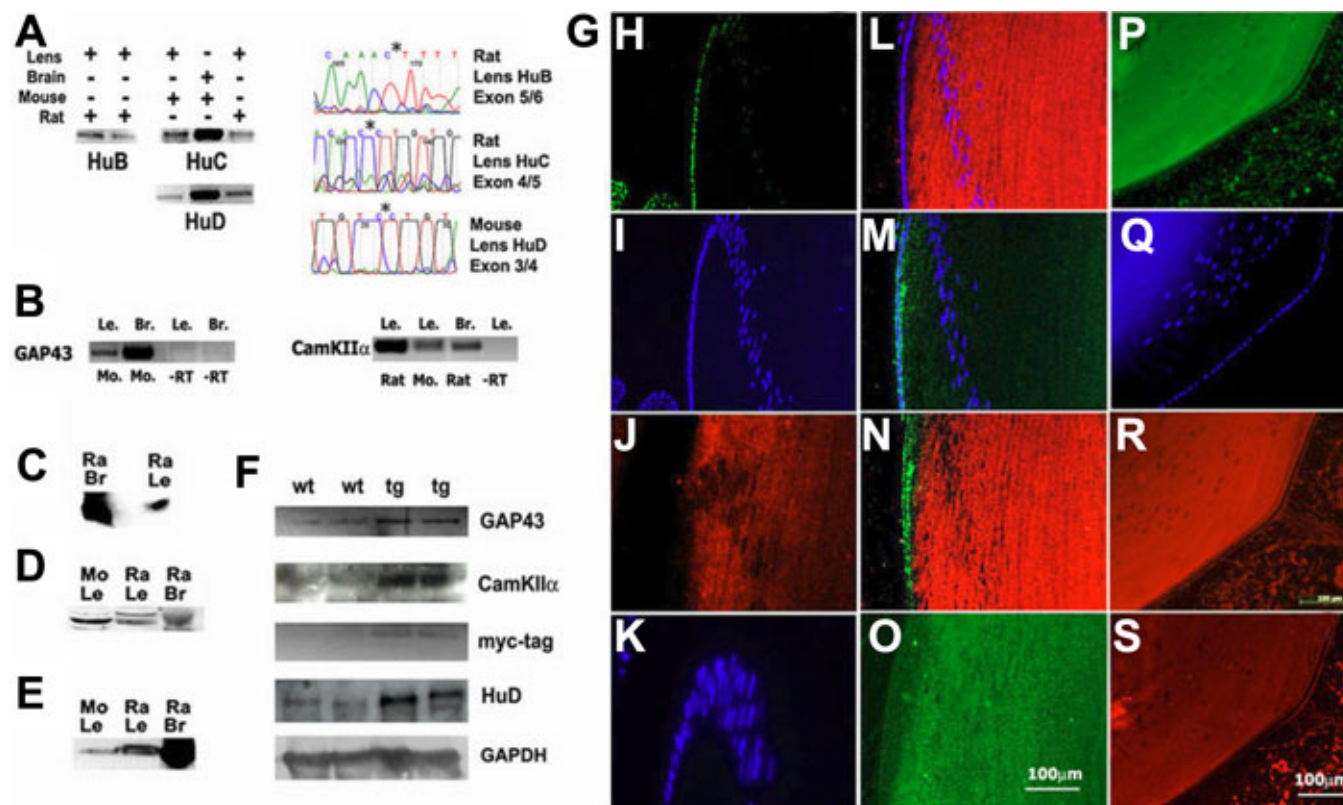 A
Lens + + + - +
Brain - - - + -
Mouse - - + + -
Rat + + - - +
HuB HuC
HuD
C A A A C * T T T T
Rat
Lens HuB
Exon 5/6
*
Rat
Lens HuC
Exon 4/5
T G T C * C T G T
Mouse
Lens HuD
Exon 3/4
B
Le. Br. Le. Br.
GAP43
Mo. Mo. -RT -RT
Le. Le. Br. Le.
CamKIIα
Rat Mo. Rat -RT
C
Ra Ra
Br Le
D
Mo Ra Ra
Le Le Br
E
Mo Ra Ra
Le Le Br
F
wt wt tg tg
GAP43
CamKIIα
myc-tag
HuD
GAPDH
G H L P
I M Q
J N R
K O S
100μm 100μm